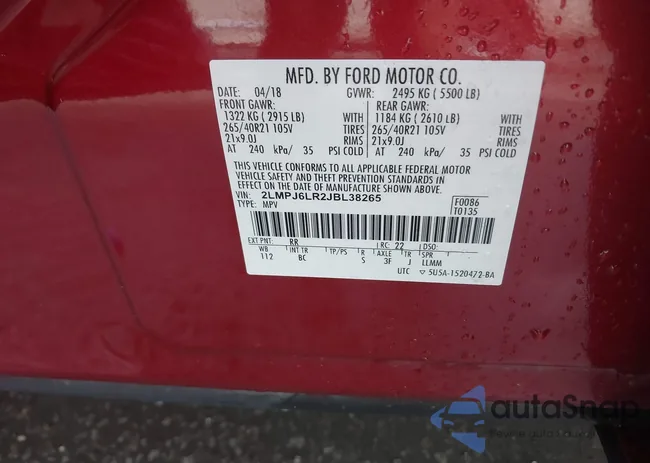 MFD. BY FORD MOTOR CO.
DATE: 04/18 GVWR: 2495 KG ( 5500 LB)
FRONT GAWR: REAR GAWR:
1322 KG ( 2915 LB) 1184 KG ( 2610 LB)
265/40R21 105V TIRES 265/40R21 105V TIRES
21x9.0J RIMS 21x9.0J RIMS
AT 240 kPa/ 35 PSI COLD AT 240 kPa/ 35 PSI COLD
THIS VEHICLE CONFORMS TO ALL APPLICABLE FEDERAL MOTOR
VEHICLE SAFETY AND THEFT PREVENTION STANDARDS IN
EFFECT ON THE DATE OF MANUFACTURE SHOWN ABOVE.
VIN: 2LMPJ6LR2JBL38265 F0086
TYPE: MPV T0135
EXT PNT: RR RC: 22 DSO:
WB INT TR TP/PS R AXLE TR SPR
112 BC S 3F J LLMM
UTC ▽ 5U5A-1520472-BA
autoSnap